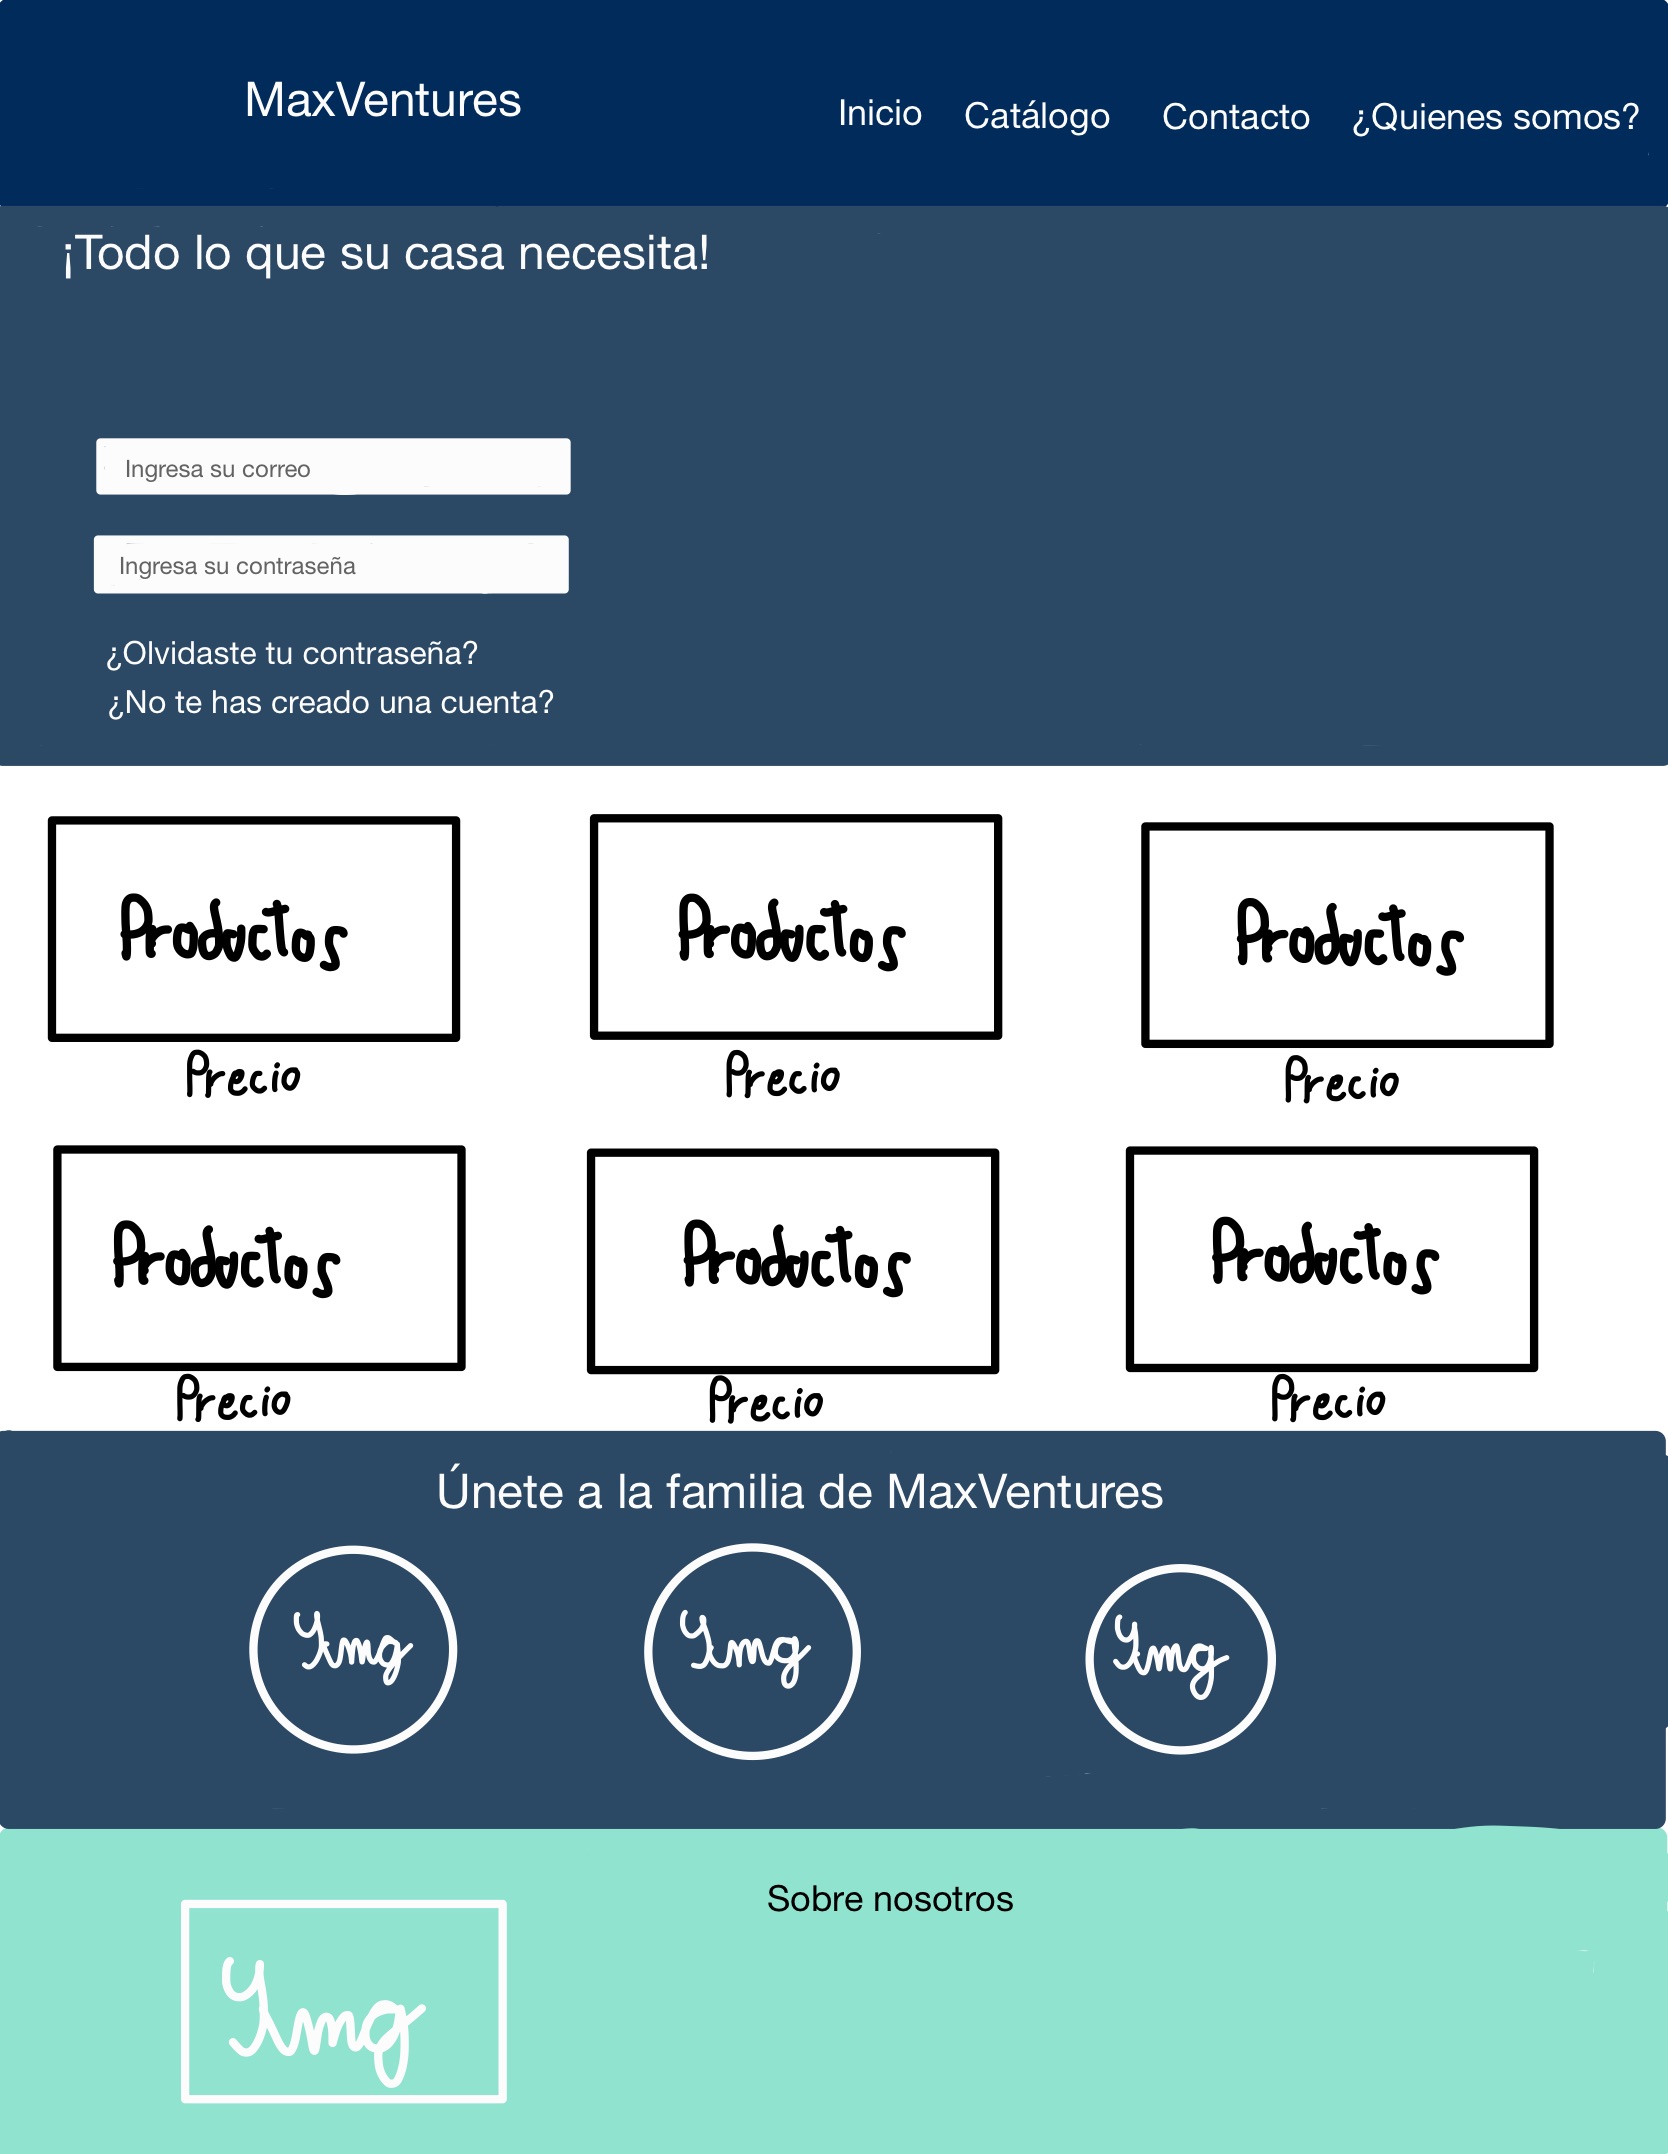 MaxVentures
Inicio Catálogo Contacto ¿Quienes somos?
¡Todo lo que su casa necesita!
Ingresa su correo
Ingresa su contraseña
¿Olvidaste tu contraseña?
¿No te has creado una cuenta?
Productos Productos Productos
Precio Precio Precio
Productos Productos Productos
Precio Precio Precio
Únete a la familia de MaxVentures
Img Img Img
Sobre nosotros
Img